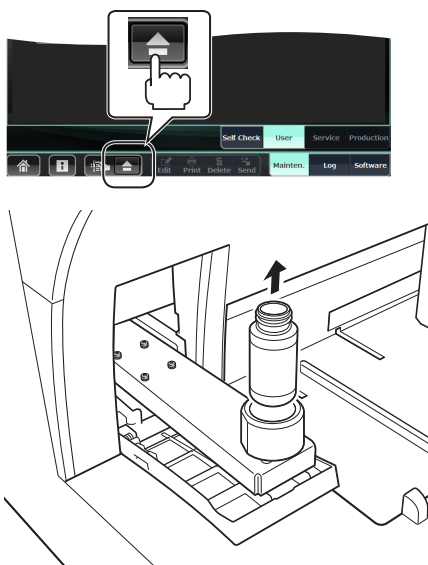 Self Check User Service Production
Edit Print Delete Send Mainten. Log Software